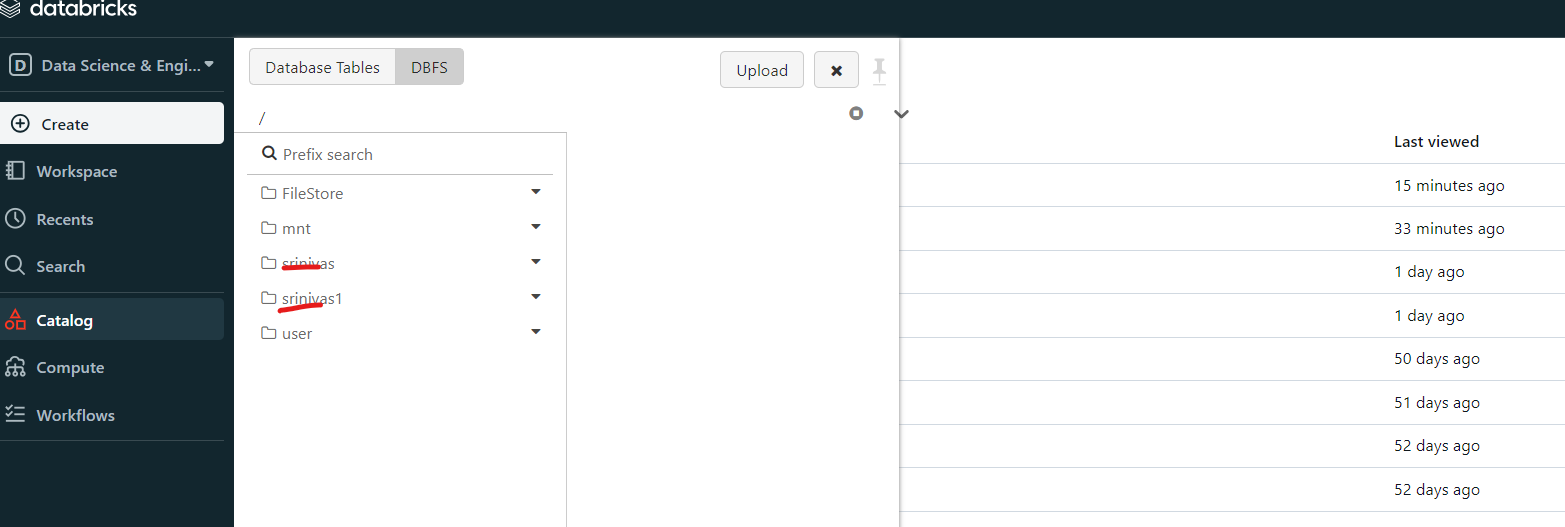 databricks
D Data Science & Engi...
Create
Workspace
Recents
Search
Catalog
Compute
Workflows
Database Tables DBFS Upload
/
Prefix search
FileStore
mnt
srinivas
srinivas1
user
Last viewed
15 minutes ago
33 minutes ago
1 day ago
1 day ago
50 days ago
51 days ago
52 days ago
52 days ago